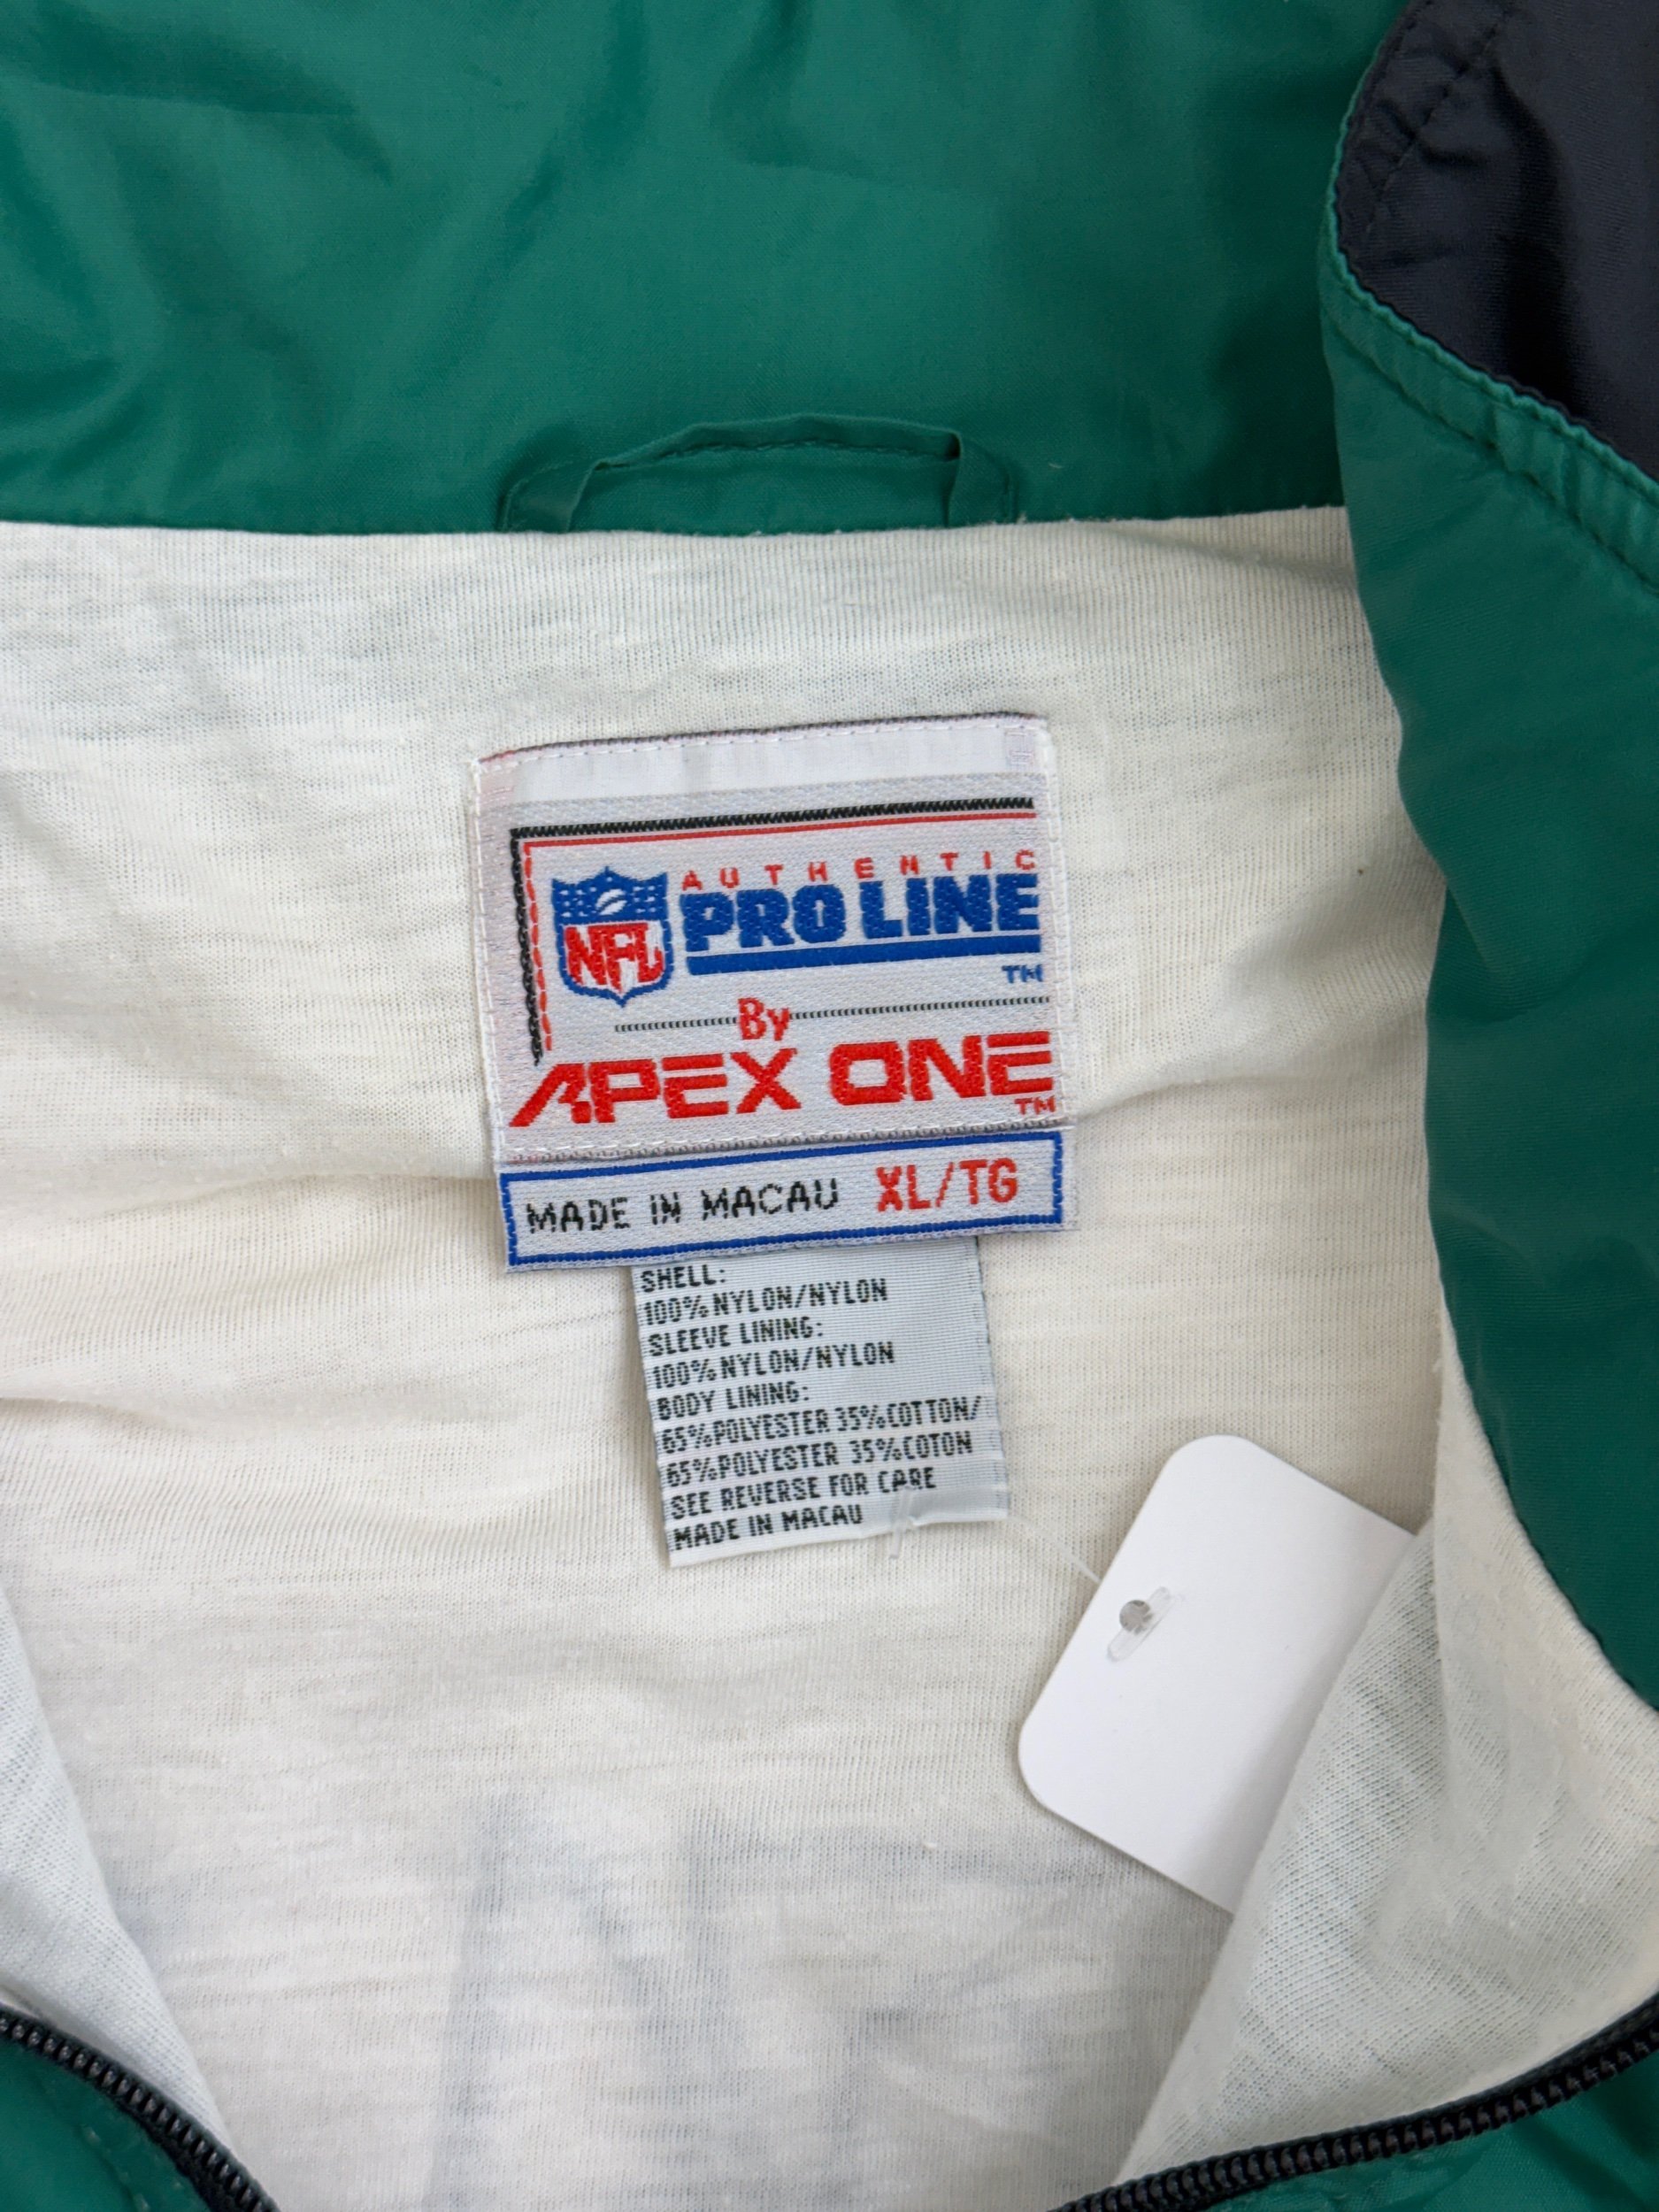 AUTHENTIC
NFL PRO LINE
TM
By
APEX ONE
TM
MADE IN MACAU XL/TG
SHELL:
100%NYLON/NYLON
SLEEVE LINING:
100%NYLON/NYLON
BODY LINING:
65%POLYESTER 35%COTTON/
65%POLYESTER 35%COTON
SEE REVERSE FOR CARE
MADE IN MACAU